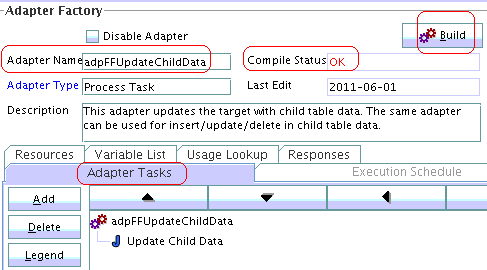 Adapter Factory
Disable Adapter
Build
Adapter Name adpFFUpdateChildData Compile Status OK
Adapter Type Process Task Last Edit 2011-06-01
Description This adapter updates the target with child table data. The same adapter
can be used for insert/update/delete in child table data.
Resources Variable List Usage Lookup Responses
Adapter Tasks Execution Schedule
Add
Delete
Legend
adpFFUpdateChildData
Update Child Data